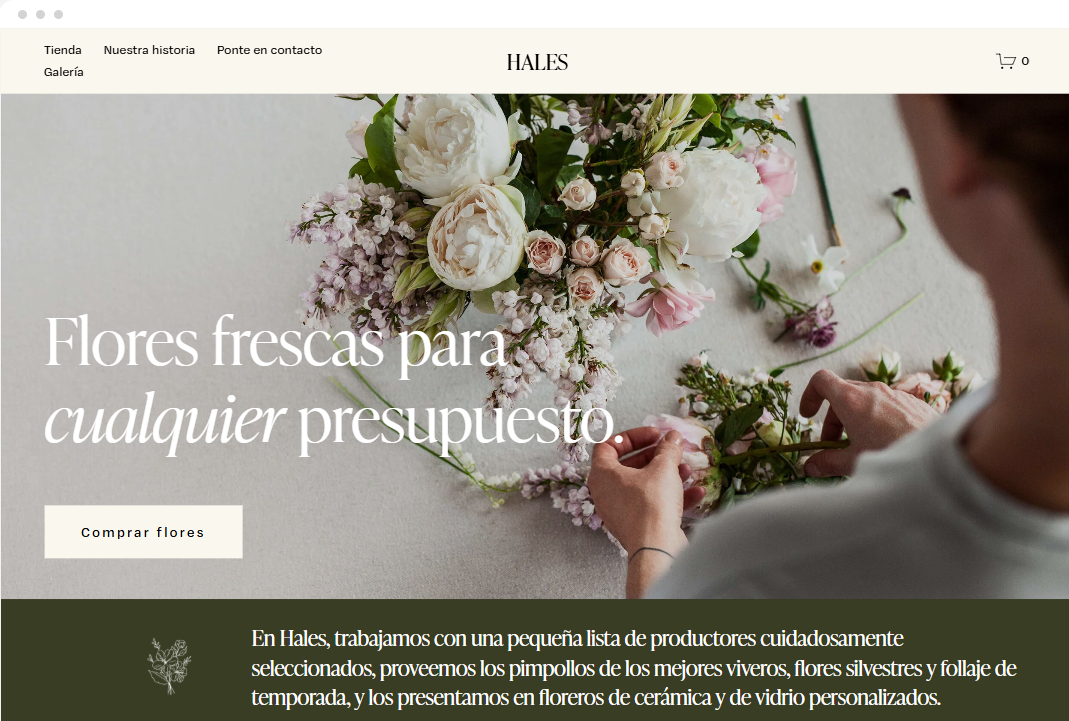 Tienda Nuestra historia Ponte en contacto
Galería
HALES
0
Flores frescas para
cualquier presupuesto.
Comprar flores
En Hales, trabajamos con una pequeña lista de productores cuidadosamente
seleccionados, proveemos los pimpollos de los mejores viveros, flores silvestres y follaje de
temporada, y los presentamos en floreros de cerámica y de vidrio personalizados.